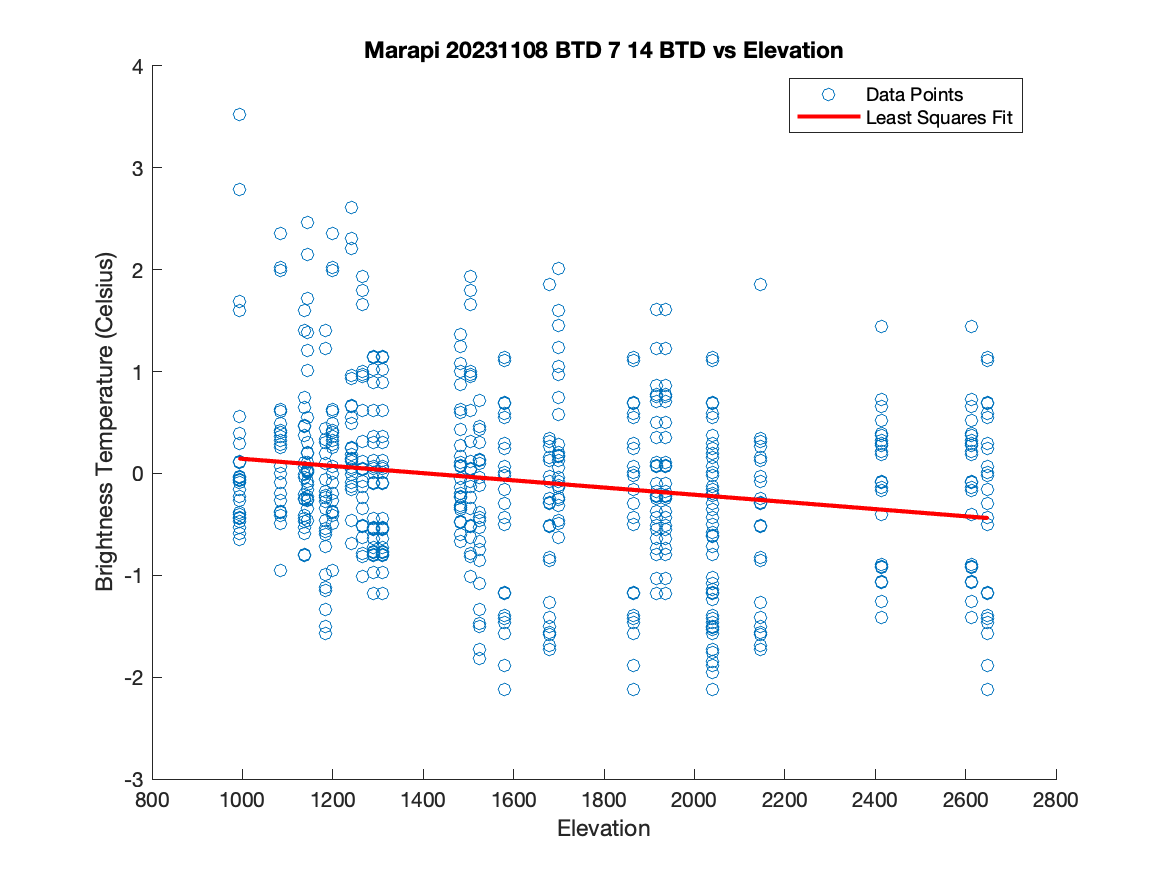 Marapi 20231108 BTD 7 14 BTD vs Elevation
Data Points
Least Squares Fit
Brightness Temperature (Celsius)
4
3
2
1
0
-1
-2
-3
800 1000 1200 1400 1600 1800 2000 2200 2400 2600 2800
Elevation